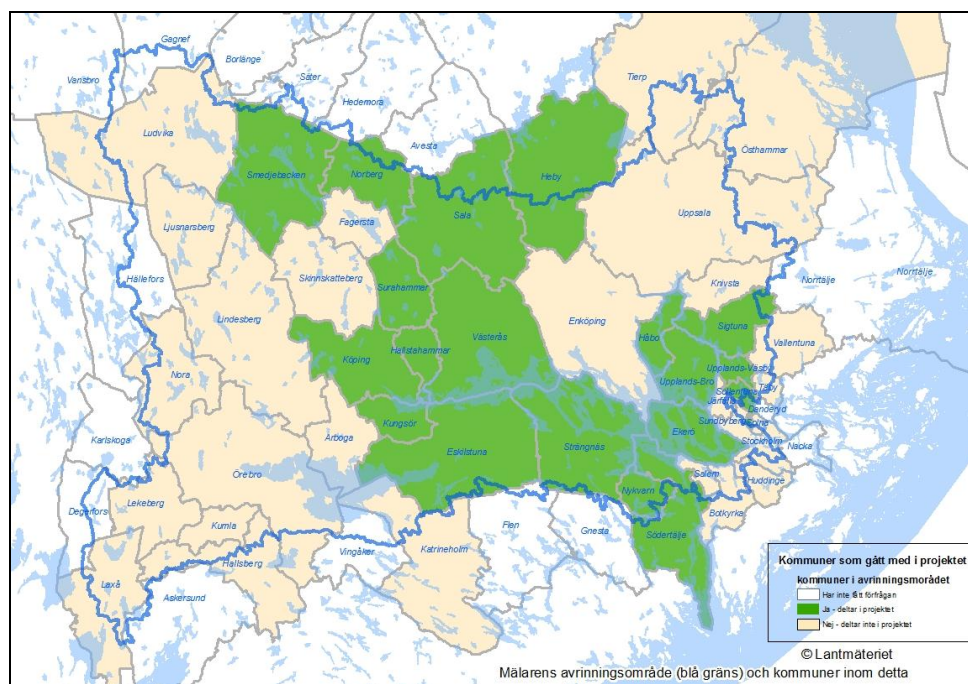 Gagnef
Borlänge
Vansbro
Säter
Hedemora
Tierp
Ludvika
Avesta
Östhammar
Smedjebacken
Norberg
Heby
Sala
Uppsala
Fagersta
Ljusnarsberg
Skinnskatteberg
Surahammar
Knivsta
Norrtälje
Norrtälje
Hällefors
Lindesberg
Enköping
Västerås
Håbo
Sigtuna
Hallstahammar
Vallentuna
Köping
Nora
Upplands-Väsby
Upplands-Bro
Täby
Danderyd
Kungsör
Sundbyberg
Arboga
Ekerö
Stockholm
Nacka
Karlskoga
Eskilstuna
Strängnäs
Örebro
Salem
Huddinge
Nykvarn
Lekeberg
Degerfors
Botkyrka
Kumla
Flen
Gnesta
Södertälje
Vingåker
Katrineholm
Hallsberg
Laxå
Askersund
Kommuner som gått med i projektet
kommuner i avrinningsmorådet
Har inte fått förfrågan
Ja - deltar i projektet
Nej - deltar inte i projektet
© Lantmäteriet
Mälarens avrinningsområde (blå gräns) och kommuner inom detta